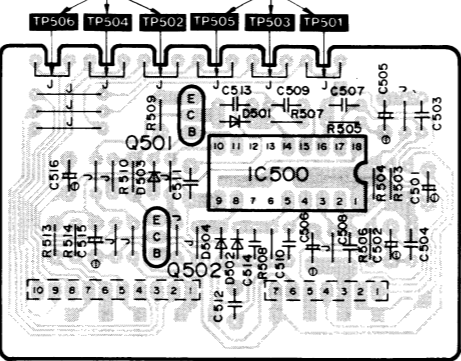 TP506 TP504 TP502 TP505 TP503 TP501
J J J J J J
C505
C513 C509 C507
R509 E C B D501 R507 C503
J
J
R505
Q501
10 11 12 13 14 15 16 17 18
IC500
9 8 7 6 5 4 3 2 1
C516 J J R510 D503 J C511 R504 R503 C501
R513 R514 C515 J J E C B J D504 D502 C514 R508 C510 C506 J C508 R506 C502 C504
Q502
C512
10 9 8 7 6 5 4 3 2 1
7 6 5 4 3 2 1